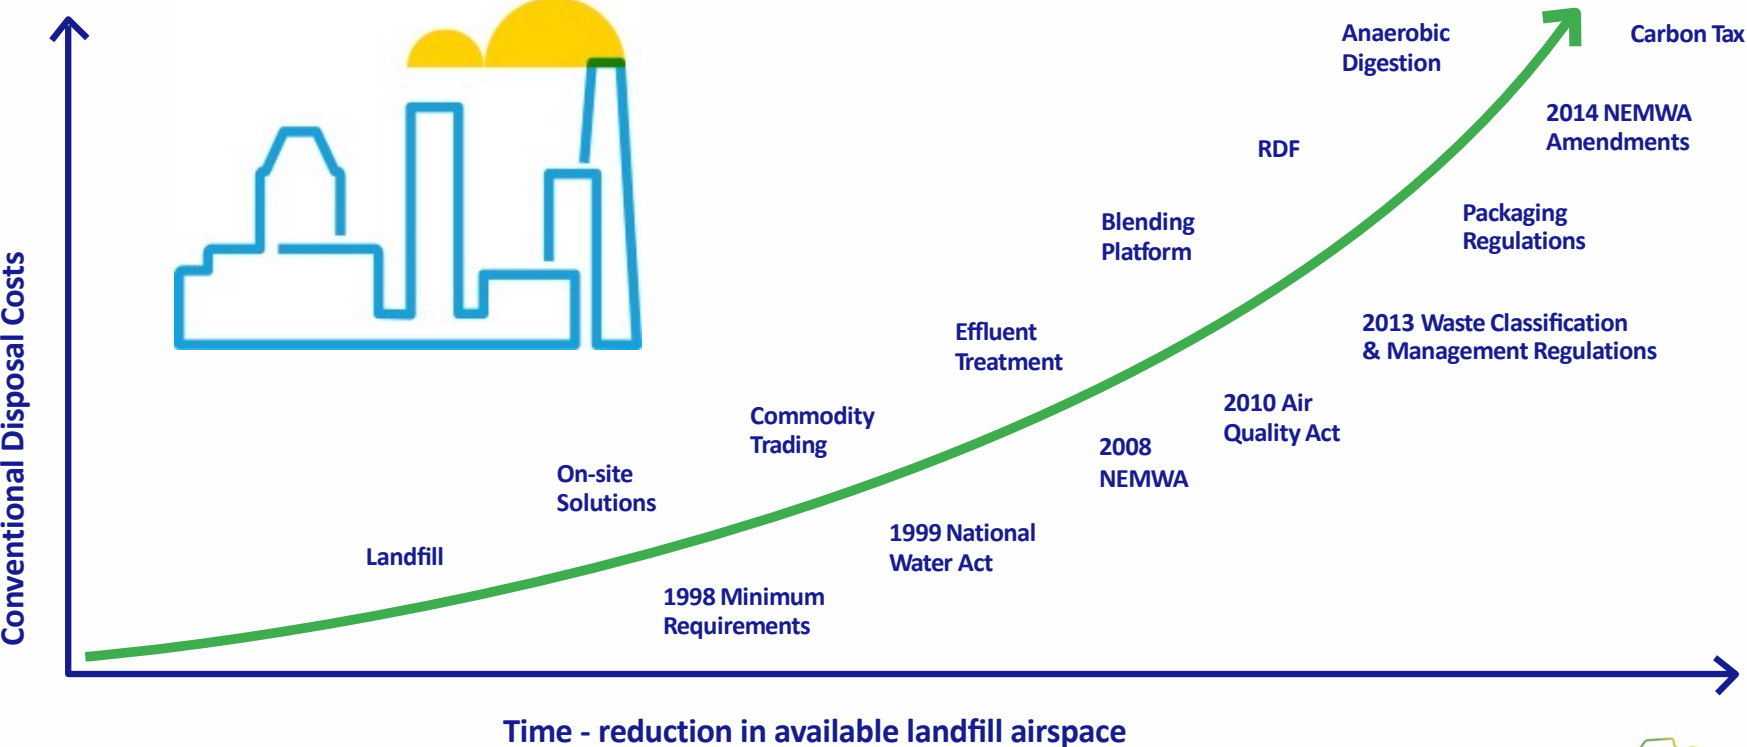 Conventional Disposal Costs
Landfill
On-site
Solutions
Commodity
Trading
Effluent
Treatment
Blending
Platform
RDF
Anaerobic
Digestion
1998 Minimum
Requirements
1999 National
Water Act
2008
NEMWA
2010 Air
Quality Act
2013 Waste Classification
& Management Regulations
Packaging
Regulations
2014 NEMWA
Amendments
Carbon Tax
Time - reduction in available landfill airspace